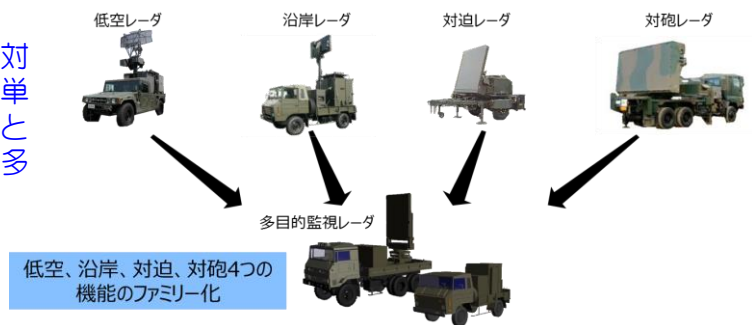 低空レーダ
沿岸レーダ
対迫レーダ
対砲レーダ
対
単
と
多
多目的監視レーダ
低空、沿岸、対迫、対砲4つの
機能のファミリー化